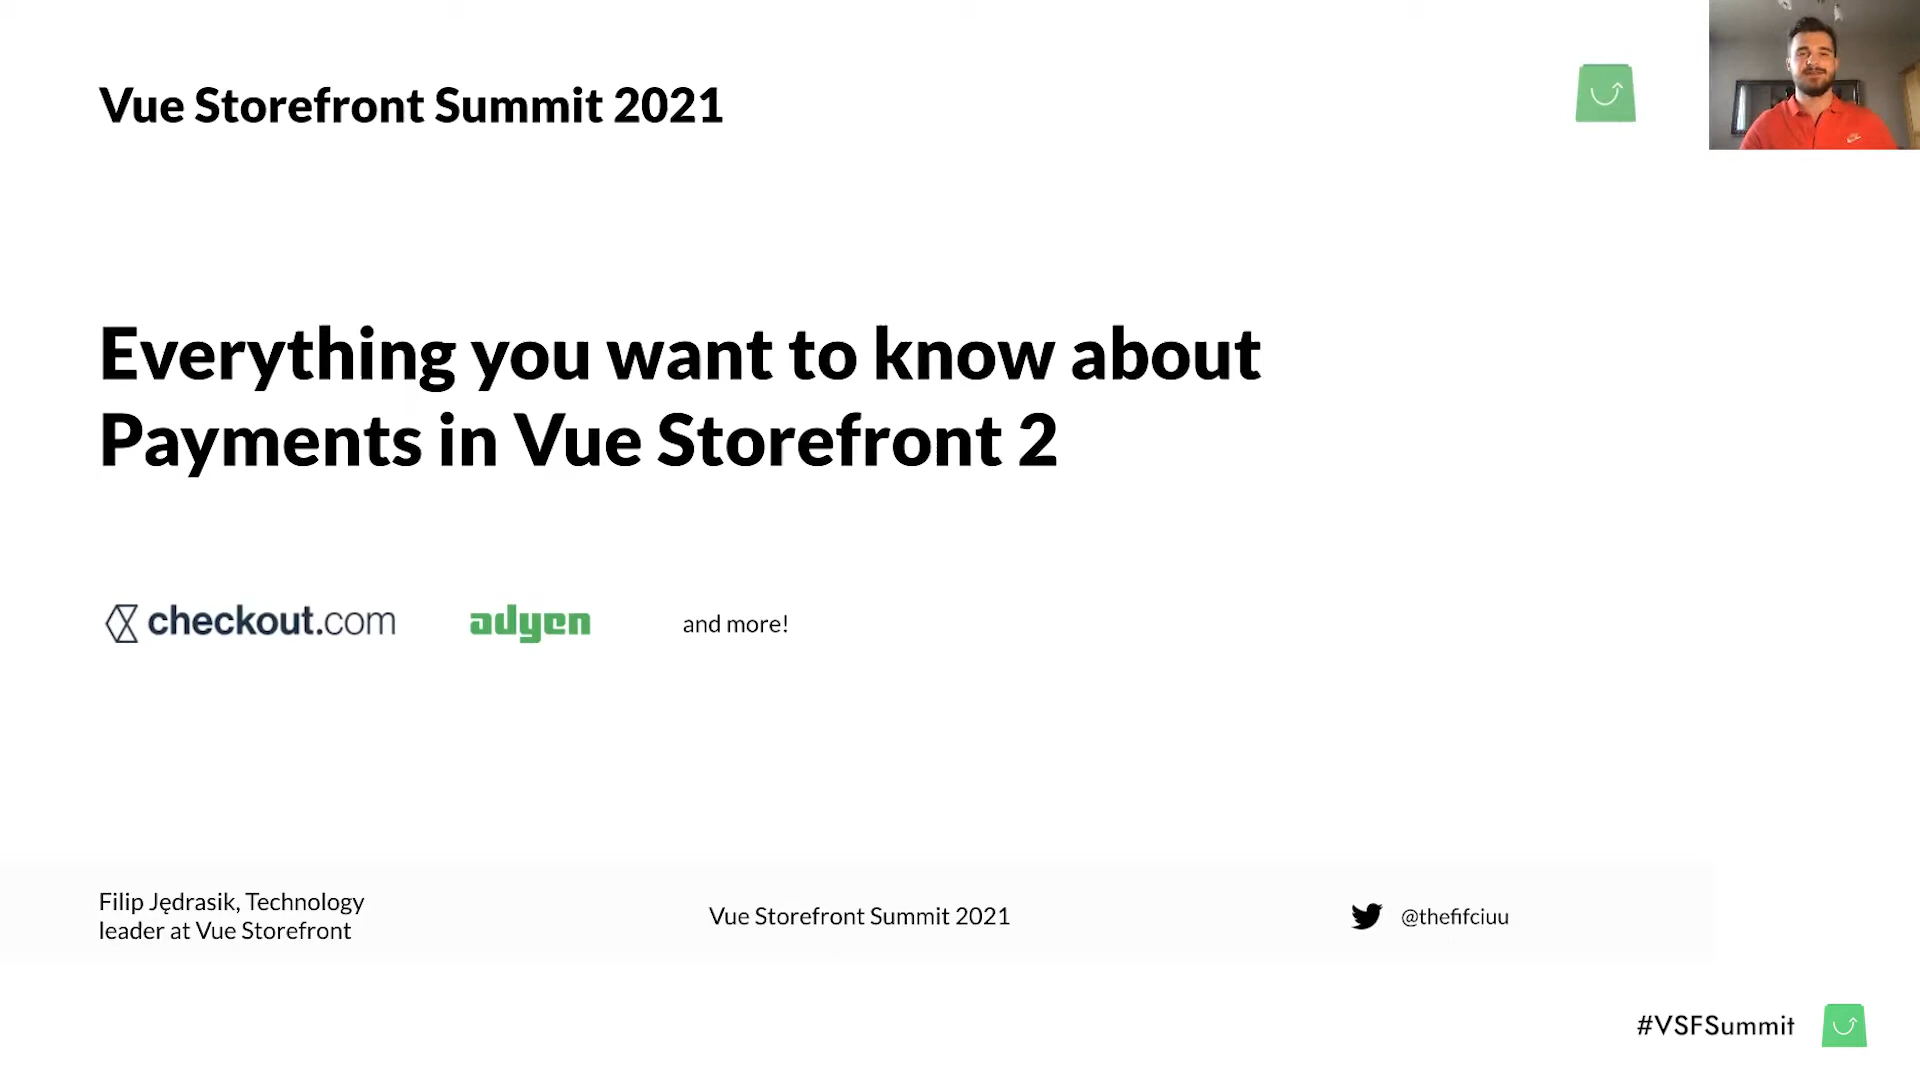 Vue Storefront Summit 2021
Everything you want to know about
Payments in Vue Storefront 2
checkout.com
adyen
and more!
Filip Jędrasik, Technology
leader at Vue Storefront
Vue Storefront Summit 2021
@thefifciuu
#VSFSummit